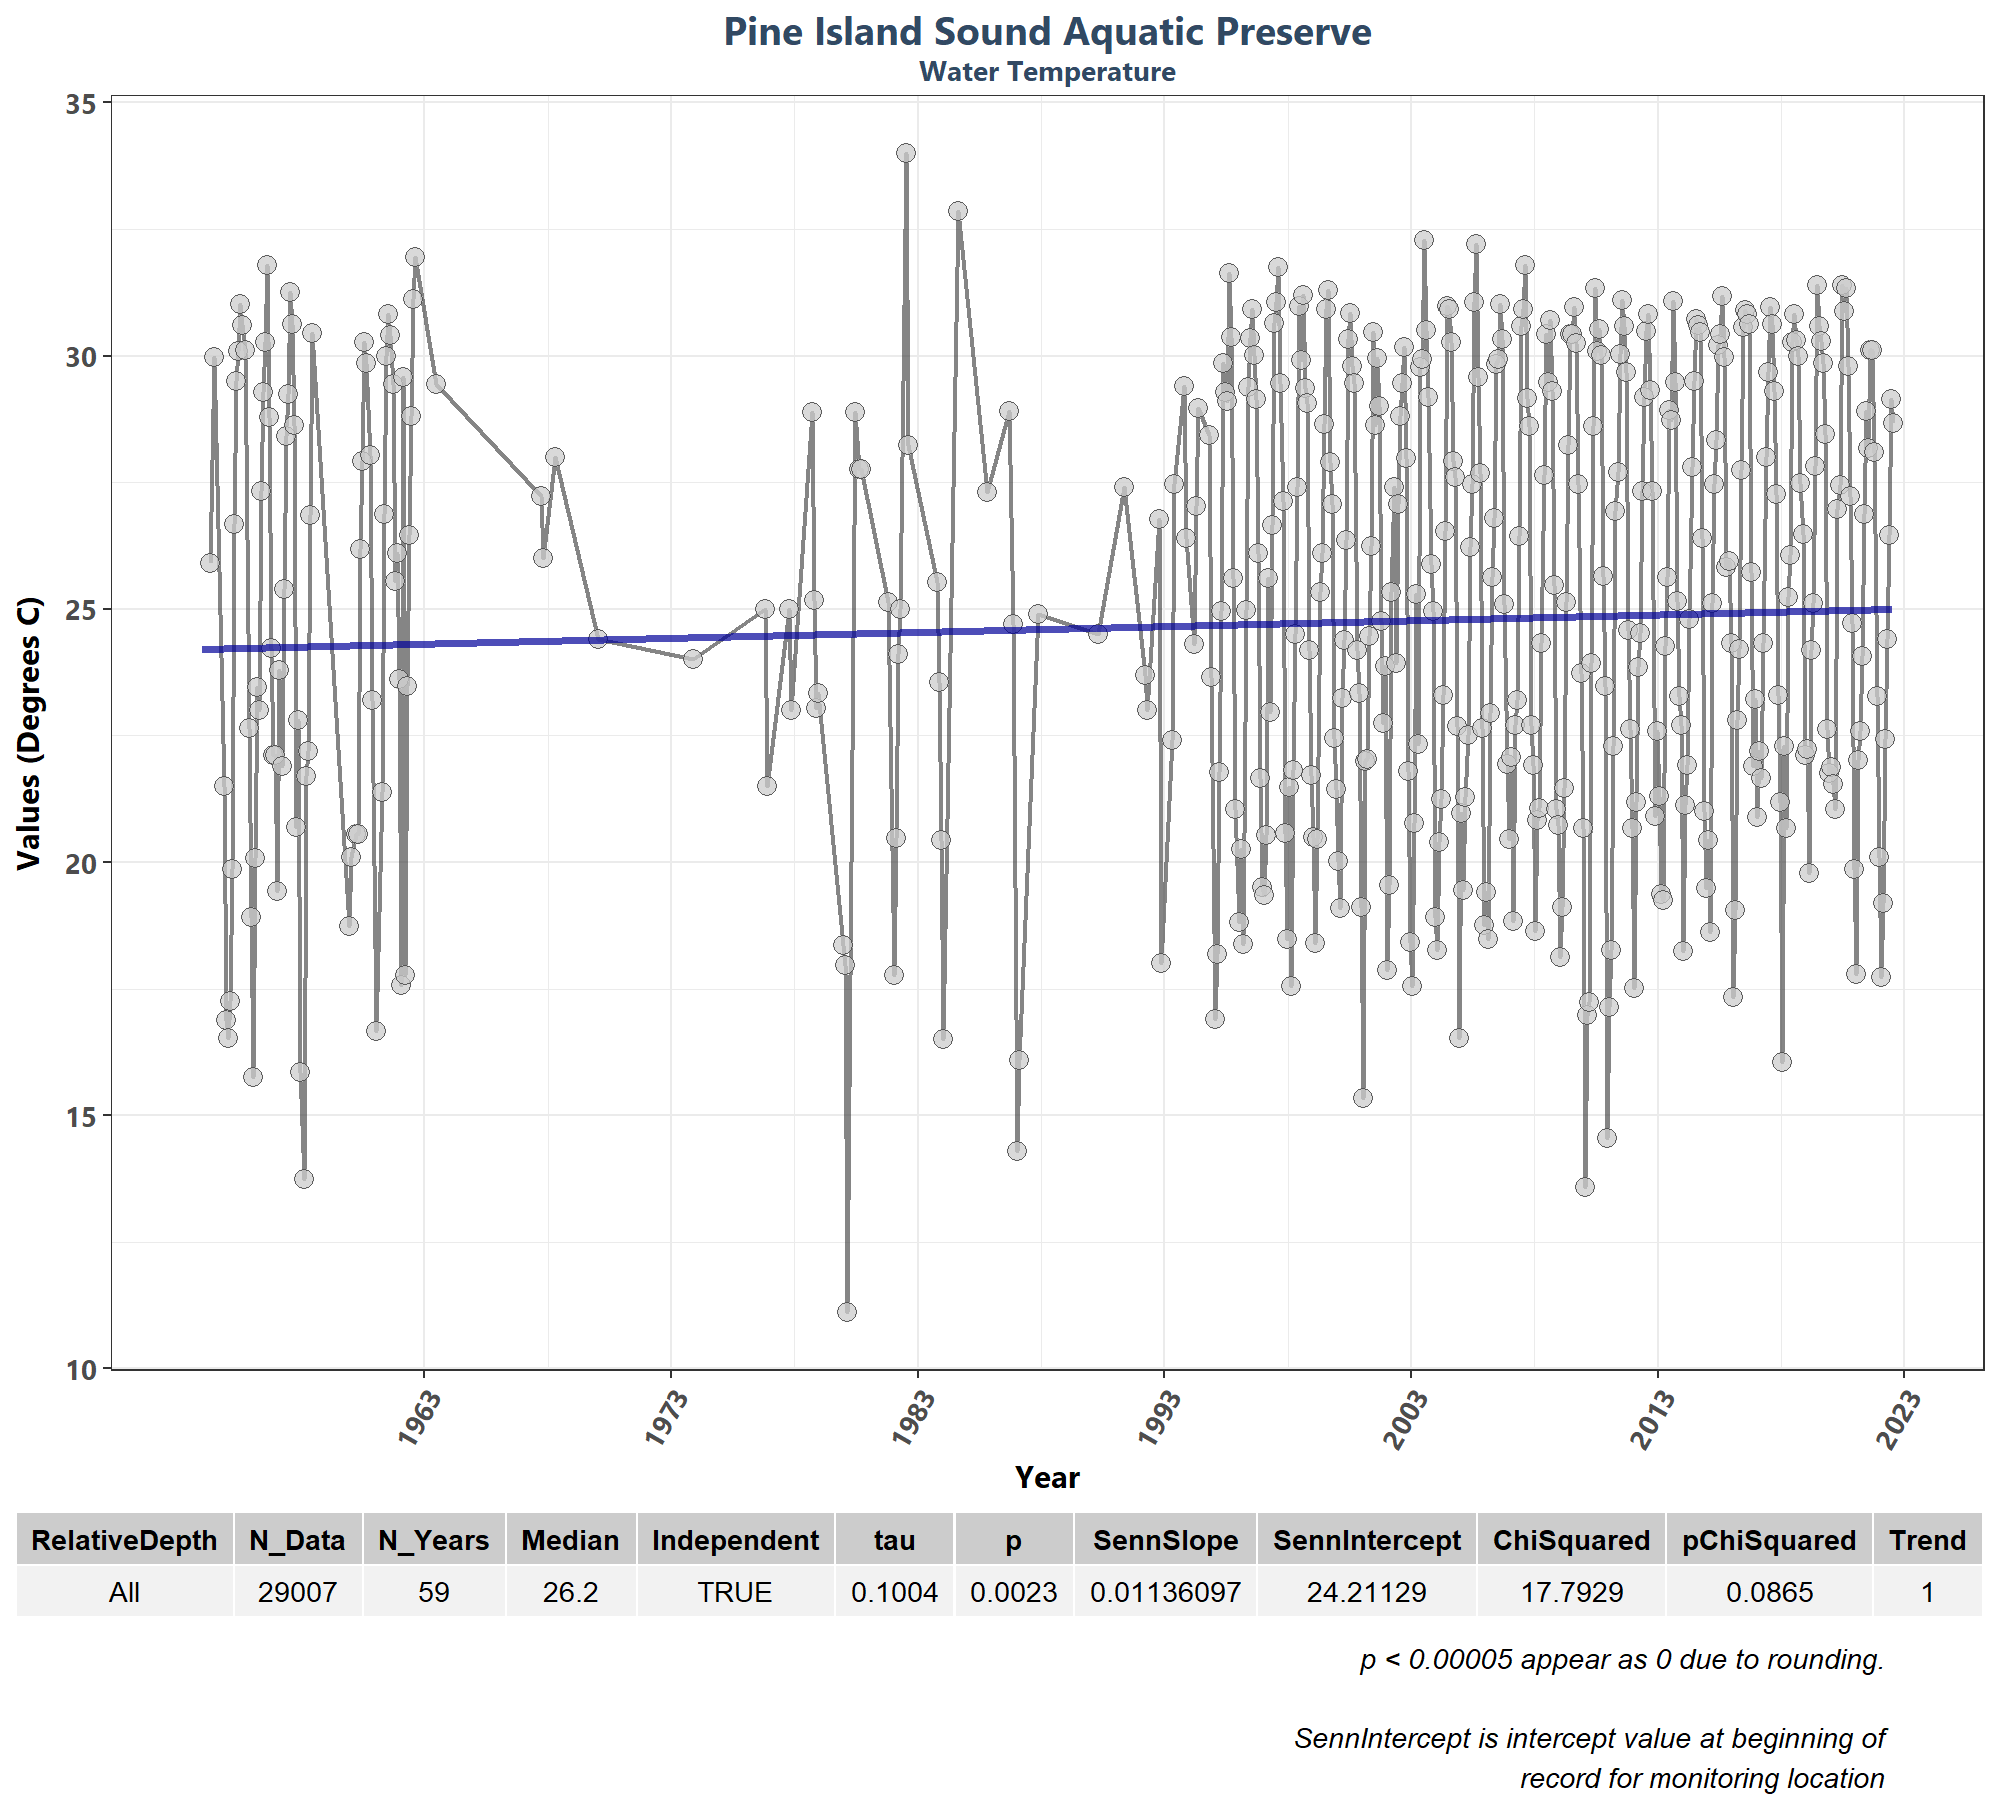 Pine Island Sound Aquatic Preserve
Water Temperature
35
30
25
20
15
10
Values (Degrees C)
1963 1973 1983 1993 2003 2013 2023
Year
RelativeDepth N_Data N_Years Median Independent tau p SennSlope SennIntercept ChiSquared pChiSquared Trend
All 29007 59 26.2 TRUE 0.1004 0.0023 0.01136097 24.21129 17.7929 0.0865 1
p < 0.00005 appear as 0 due to rounding.
SennIntercept is intercept value at beginning of
record for monitoring location